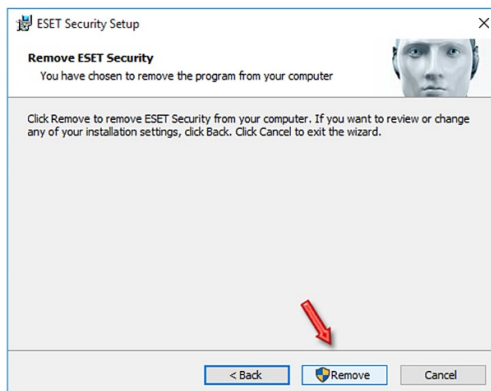 ESET Security Setup
Remove ESET Security
You have chosen to remove the program from your computer
Click Remove to remove ESET Security from your computer. If you want to review or change
any of your installation settings, click Back. Click Cancel to exit the wizard.
< Back
Remove
Cancel